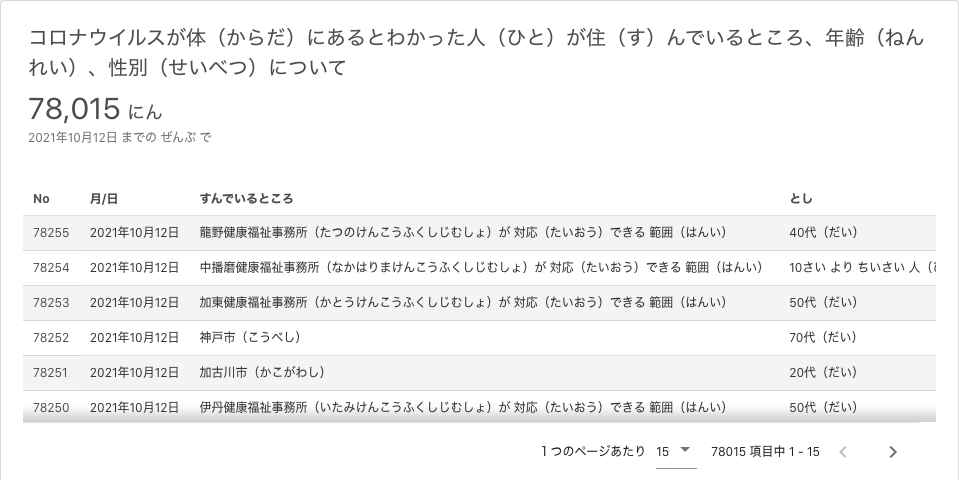 コロナウイルスが体（からだ）にあるとわかった人（ひと）が住（す）んでいるところ、年齢（ねん
れい）、性別（せいべつ）について
78,015 にん
2021年10月12日 までの ぜんぶ で
No 月/日 すんでいるところ とし
78255 2021年10月12日 龍野健康福祉事務所（たつのけんこうふくしじむしょ）が 対応（たいおう）できる 範囲（はんい） 40代（だい）
78254 2021年10月12日 中播磨健康福祉事務所（なかはりまけんこうふくしじむしょ）が 対応（たいおう）できる 範囲（はんい） 10さい より ちいさい 人（
78253 2021年10月12日 加東健康福祉事務所（かとうけんこうふくしじむしょ）が 対応（たいおう）できる 範囲（はんい） 50代（だい）
78252 2021年10月12日 神戸市（こうべし） 70代（だい）
78251 2021年10月12日 加古川市（かこがわし） 20代（だい）
78250 2021年10月12日 伊丹健康福祉事務所（いたみけんこうふくしじむしょ）が 対応（たいおう）できる 範囲（はんい） 50代（だい）
1 つのページあたり 15 78015 項目中 1 - 15